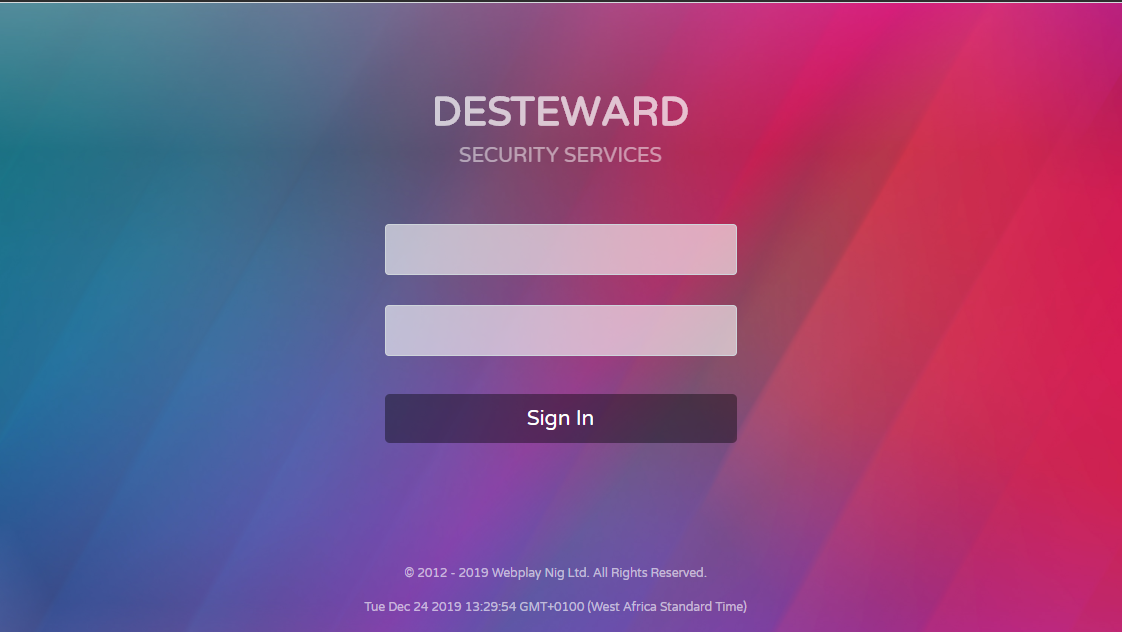 DESTEWARD
SECURITY SERVICES
Sign In
© 2012 - 2019 Webplay Nig Ltd. All Rights Reserved.
Tue Dec 24 2019 13:29:54 GMT+0100 (West Africa Standard Time)